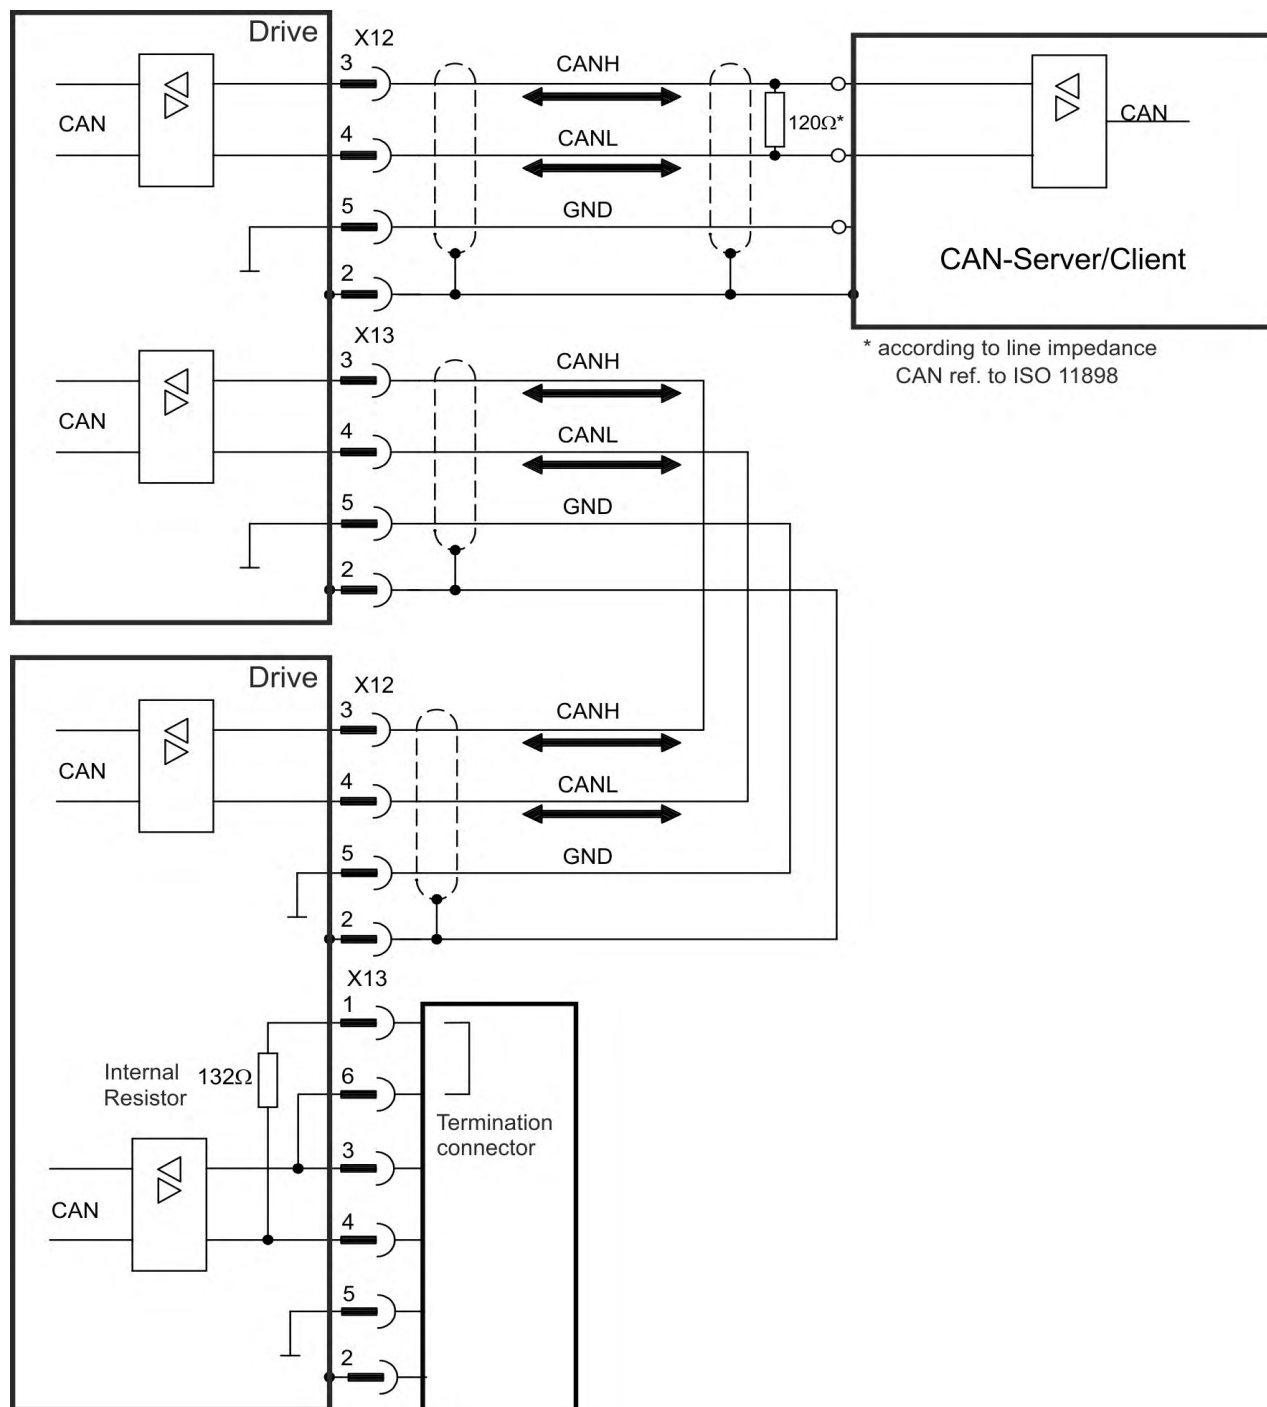 Drive
X12
3
CANH
CAN
120Ω*
CAN
4
CANL
5
GND
CAN-Server/Client
2
X13
* according to line impedance
CAN ref. to ISO 11898
3
CANH
CAN
4
CANL
5
GND
2
Drive
X12
3
CANH
CAN
4
CANL
5
GND
2
X13
1
Internal
Resistor
132Ω
6
Termination
connector
3
CAN
4
5
2